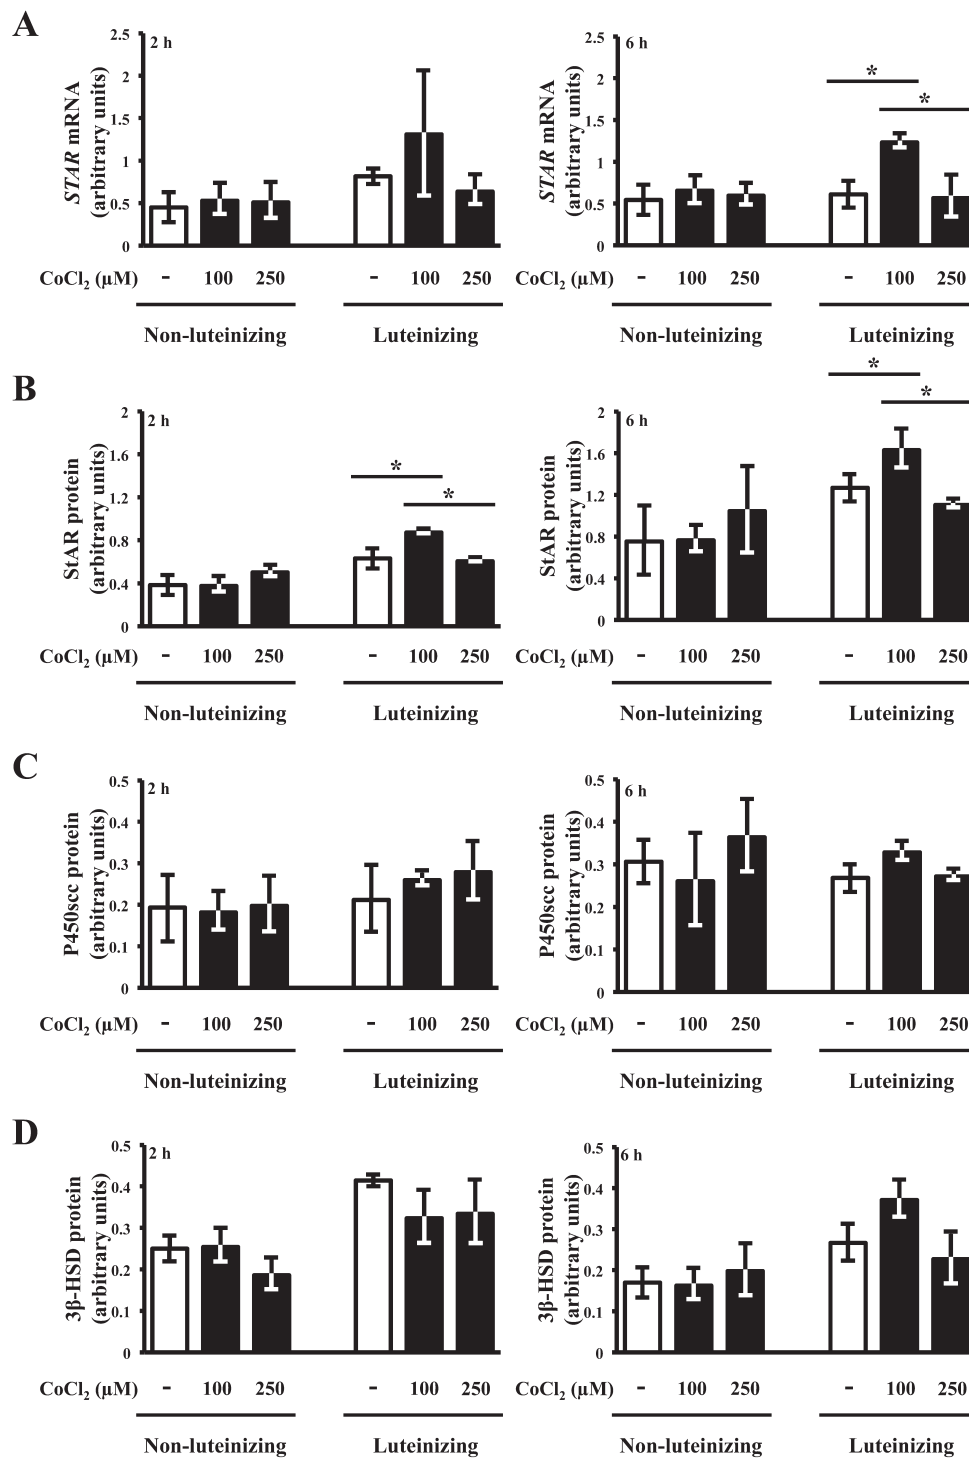 A
STAR mRNA
(arbitrary units)
2.5
2
1.5
1
0.5
0
2 h
CoCl2 (µM)
- 100 250 - 100 250
Non-luteinizing Luteinizing
STAR mRNA
(arbitrary units)
2.5
2
1.5
1
0.5
0
6 h
* *
CoCl2 (µM)
- 100 250 - 100 250
Non-luteinizing Luteinizing
B
StAR protein
(arbitrary units)
2
1.6
1.2
0.8
0.4
0
2 h
* *
CoCl2 (µM)
- 100 250 - 100 250
Non-luteinizing Luteinizing
StAR protein
(arbitrary units)
2
1.6
1.2
0.8
0.4
0
6 h
* *
CoCl2 (µM)
- 100 250 - 100 250
Non-luteinizing Luteinizing
C
P450scc protein
(arbitrary units)
0.5
0.4
0.3
0.2
0.1
0
2 h
CoCl2 (µM)
- 100 250 - 100 250
Non-luteinizing Luteinizing
P450scc protein
(arbitrary units)
0.5
0.4
0.3
0.2
0.1
0
6 h
CoCl2 (µM)
- 100 250 - 100 250
Non-luteinizing Luteinizing
D
3β-HSD protein
(arbitrary units)
0.5
0.4
0.3
0.2
0.1
0
2 h
CoCl2 (µM)
- 100 250 - 100 250
Non-luteinizing Luteinizing
3β-HSD protein
(arbitrary units)
0.5
0.4
0.3
0.2
0.1
0
6 h
CoCl2 (µM)
- 100 250 - 100 250
Non-luteinizing Luteinizing